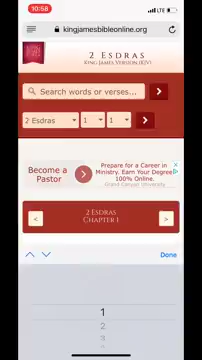 10:58
LTE
kingjamesbibleonline.org
2 Esdras
King James Version (KJV)
Search words or verses...
2 Esdras 1 1
Become a Pastor
Prepare for a Career in Ministry. Earn Your Degree 100% Online.
Grand Canyon University
2 Esdras
Chapter 1
< >
Done
1
2
3